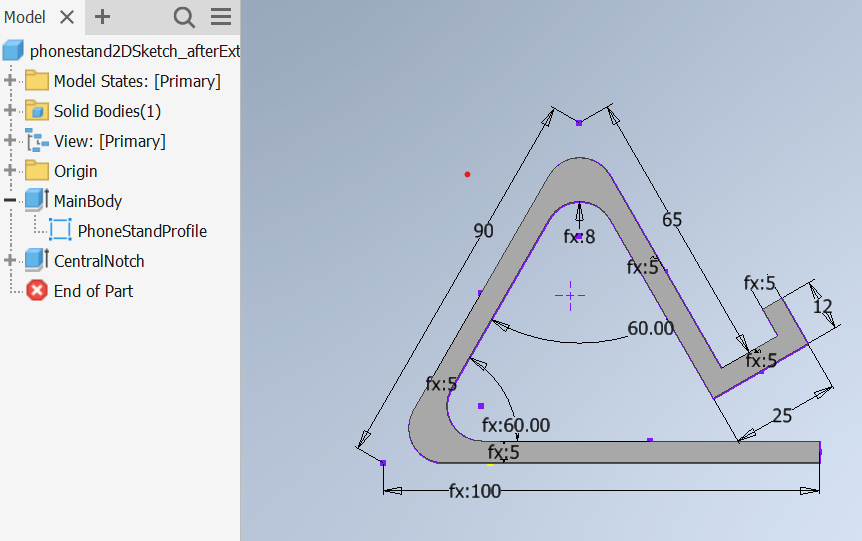 Model
phonestand2DSketch_afterExt
Model States: [Primary]
Solid Bodies(1)
View: [Primary]
Origin
MainBody
PhoneStandProfile
CentralNotch
End of Part
90
65
fx:8
fx:5
fx:5
12
60.00
fx:5
fx:5
25
fx:60.00
fx:5
fx:100